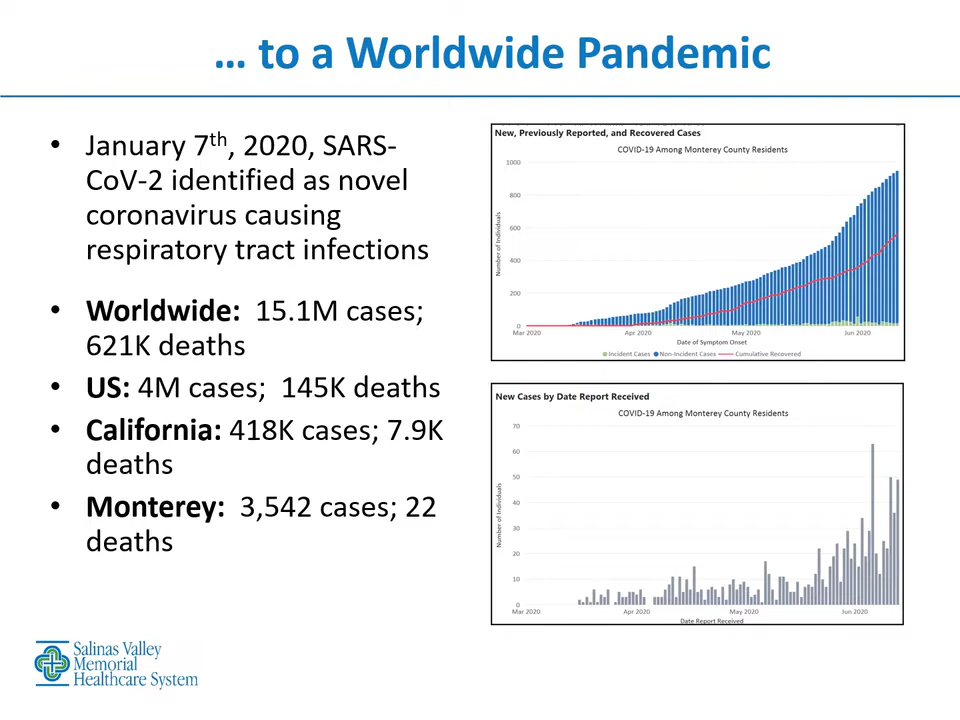 … to a Worldwide Pandemic
• January 7th, 2020, SARS-
CoV-2 identified as novel
coronavirus causing
respiratory tract infections
• Worldwide: 15.1M cases;
621K deaths
• US: 4M cases; 145K deaths
• California: 418K cases; 7.9K
deaths
• Monterey: 3,542 cases; 22
deaths
New, Previously Reported, and Recovered Cases
COVID-19 Among Monterey County Residents
Number of Individuals
1000
800
600
400
200
0
Mar 2020 Apr 2020 May 2020 Jun 2020
Date of Symptom Onset
Incident Cases Non-Incident Cases Cumulative Recovered
New Cases by Date Report Received
COVID-19 Among Monterey County Residents
Number of Individuals
70
60
50
40
30
20
10
0
Mar 2020 Apr 2020 May 2020 Jun 2020
Date Report Received
Salinas Valley
Memorial
Healthcare System